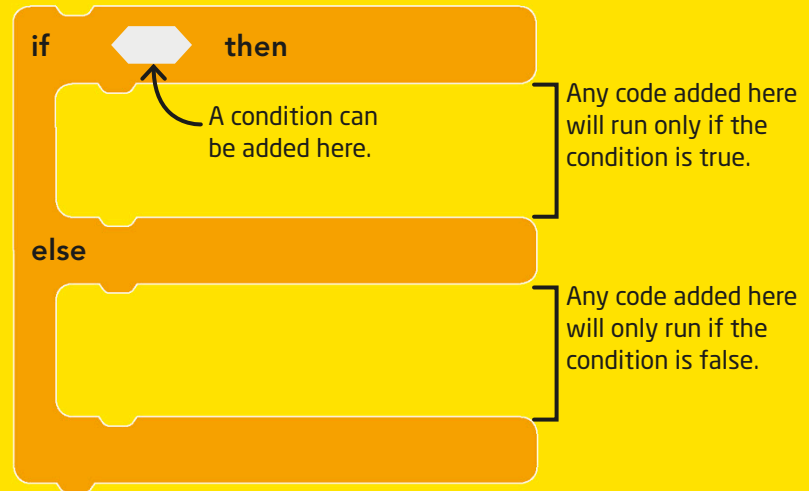 if then
A condition can
be added here.
Any code added here
will run only if the
condition is true.
else
Any code added here
will only run if the
condition is false.